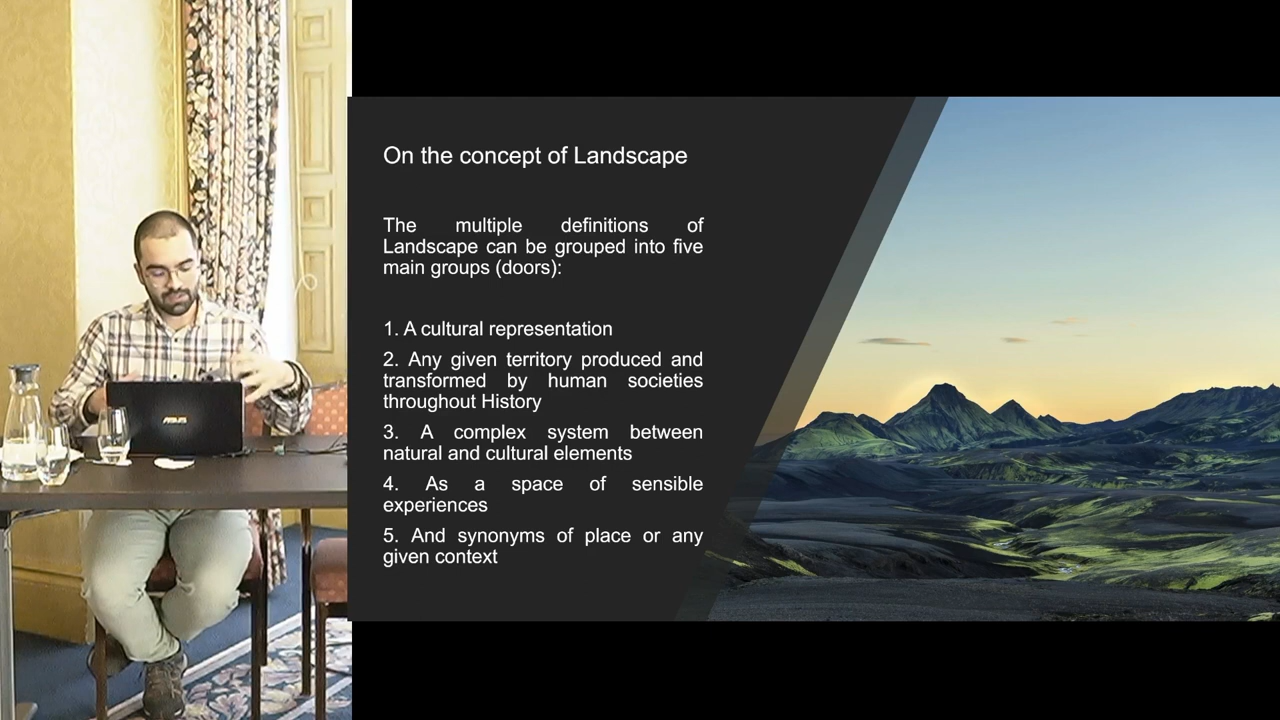 On the concept of Landscape
The multiple definitions of
Landscape can be grouped into five
main groups (doors):
1. A cultural representation
2. Any given territory produced and
transformed by human societies
throughout History
3. A complex system between
natural and cultural elements
4. As a space of sensible
experiences
5. And synonyms of place or any
given context
ASUS